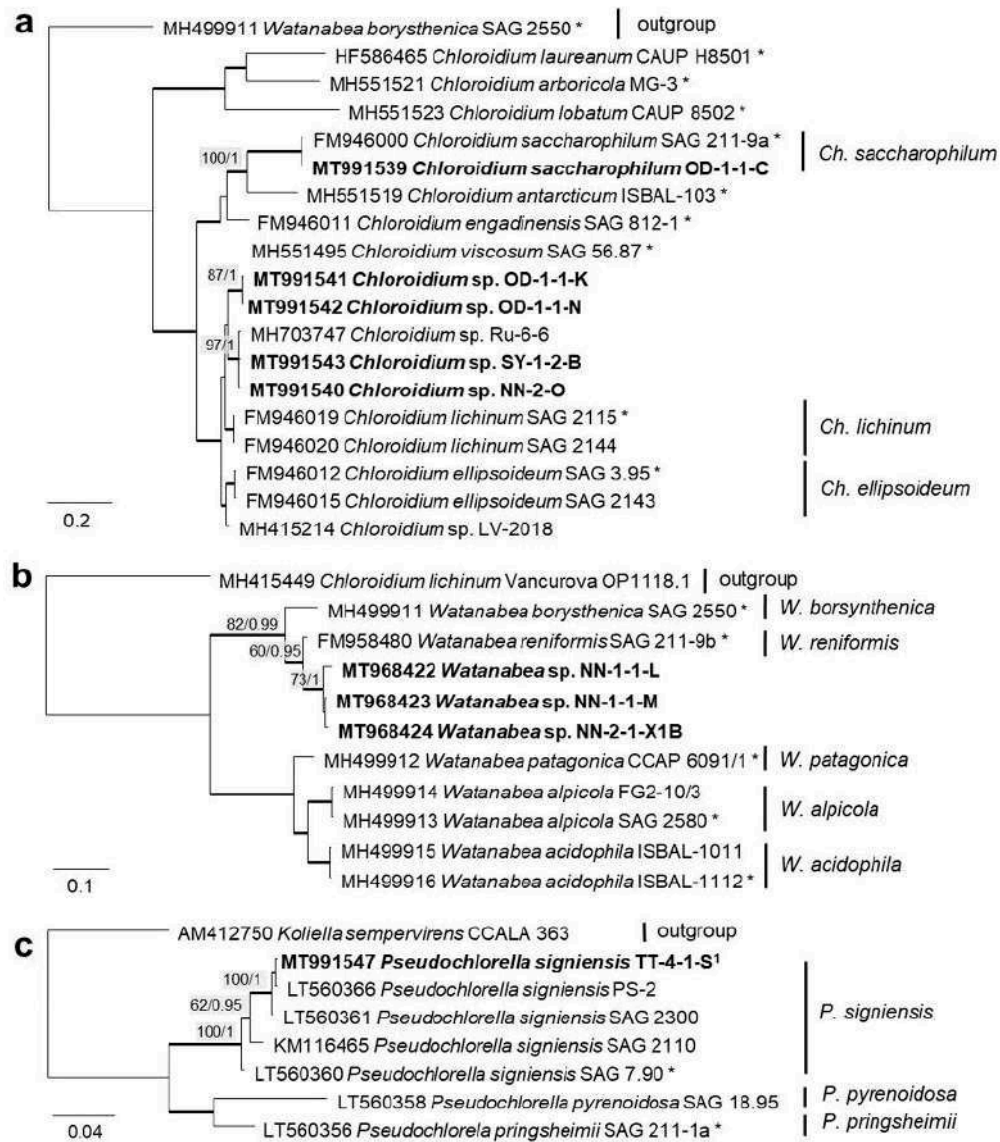 a
MH499911 Watanabea borysthenica SAG 2550 * outgroup
HF586465 Chloroidium laureanum CAUP H8501 *
MH551521 Chloroidium arboricola MG-3 *
MH551523 Chloroidium lobatum CAUP 8502 *
FM946000 Chloroidium saccharophilum SAG 211-9a *
100/1
Ch. saccharophilum
MT991539 Chloroidium saccharophilum OD-1-1-C
MH551519 Chloroidium antarcticum ISBAL-103 *
FM946011 Chloroidium engadinensis SAG 812-1 *
MH551495 Chloroidium viscosum SAG 56.87 *
87/1
MT991541 Chloroidium sp. OD-1-1-K
MT991542 Chloroidium sp. OD-1-1-N
MH703747 Chloroidium sp. Ru-6-6
97/1
MT991543 Chloroidium sp. SY-1-2-B
MT991540 Chloroidium sp. NN-2-O
FM946019 Chloroidium lichinum SAG 2115 *
Ch. lichinum
FM946020 Chloroidium lichinum SAG 2144
FM946012 Chloroidium ellipsoideum SAG 3.95 *
Ch. ellipsoideum
FM946015 Chloroidium ellipsoideum SAG 2143
0.2
MH415214 Chloroidium sp. LV-2018
b
MH415449 Chloroidium lichinum Vancurova OP1118.1 outgroup
MH499911 Watanabea borysthenica SAG 2550 * W. borsynthenica
82/0.99
FM958480 Watanabea reniformis SAG 211-9b * W. reniformis
60/0.95
MT968422 Watanabea sp. NN-1-1-L
73/1
MT968423 Watanabea sp. NN-1-1-M
MT968424 Watanabea sp. NN-2-1-X1B
MH499912 Watanabea patagonica CCAP 6091/1 * W. patagonica
MH499914 Watanabea alpicola FG2-10/3
W. alpicola
MH499913 Watanabea alpicola SAG 2580 *
MH499915 Watanabea acidophila ISBAL-1011
W. acidophila
MH499916 Watanabea acidophila ISBAL-1112 *
0.1
c
AM412750 Koliella sempervirens CCALA 363 outgroup
MT991547 Pseudochlorella signiensis TT-4-1-S¹
100/1
LT560366 Pseudochlorella signiensis PS-2
62/0.95
LT560361 Pseudochlorella signiensis SAG 2300
P. signiensis
100/1
KM116465 Pseudochlorella signiensis SAG 2110
LT560360 Pseudochlorella signiensis SAG 7.90 *
LT560358 Pseudochlorella pyrenoidosa SAG 18.95 P. pyrenoidosa
0.04
LT560356 Pseudochlorela pringsheimii SAG 211-1a * P. pringsheimii